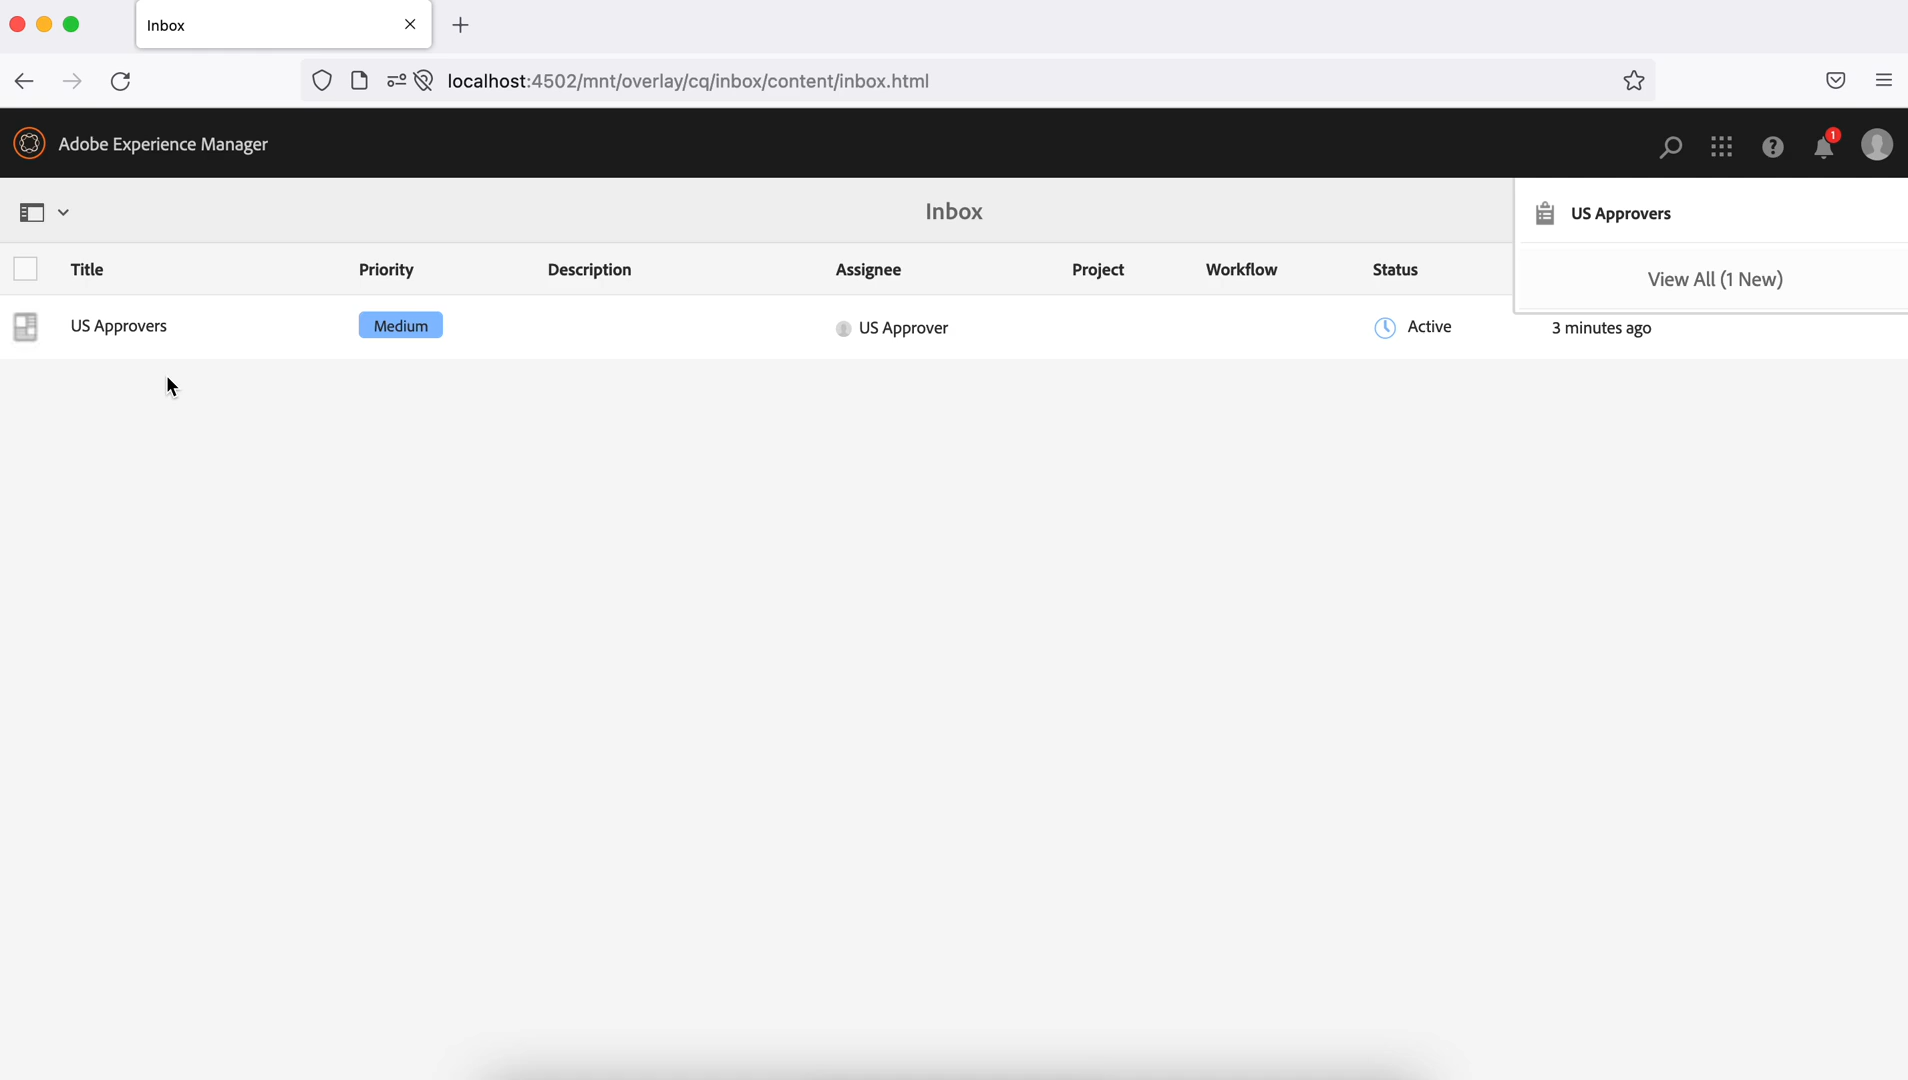 Inbox
localhost:4502/mnt/overlay/cq/inbox/content/inbox.html
Adobe Experience Manager
?
1
Inbox
US Approvers
View All (1 New)
Title Priority Description Assignee Project Workflow Status
US Approvers Medium US Approver Active 3 minutes ago